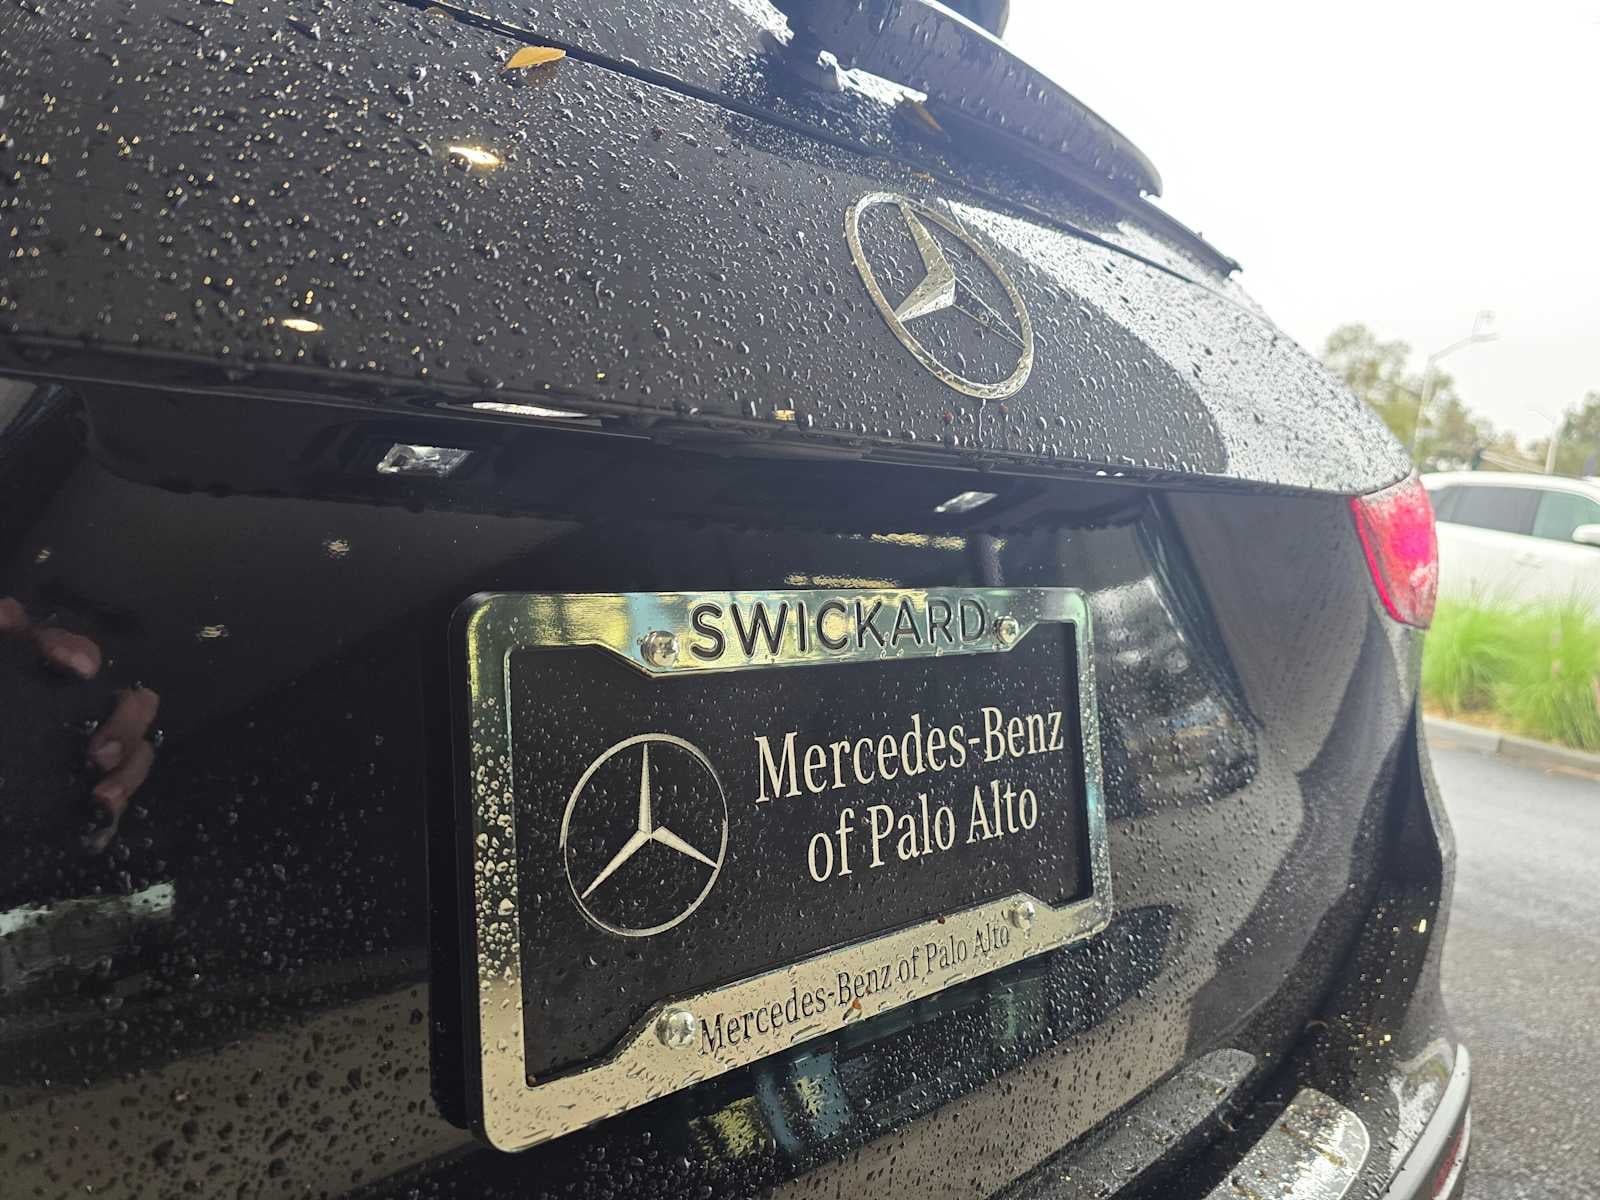 SWICKARD
Mercedes-Benz
of Palo Alto
Mercedes-Benz of Palo Alto